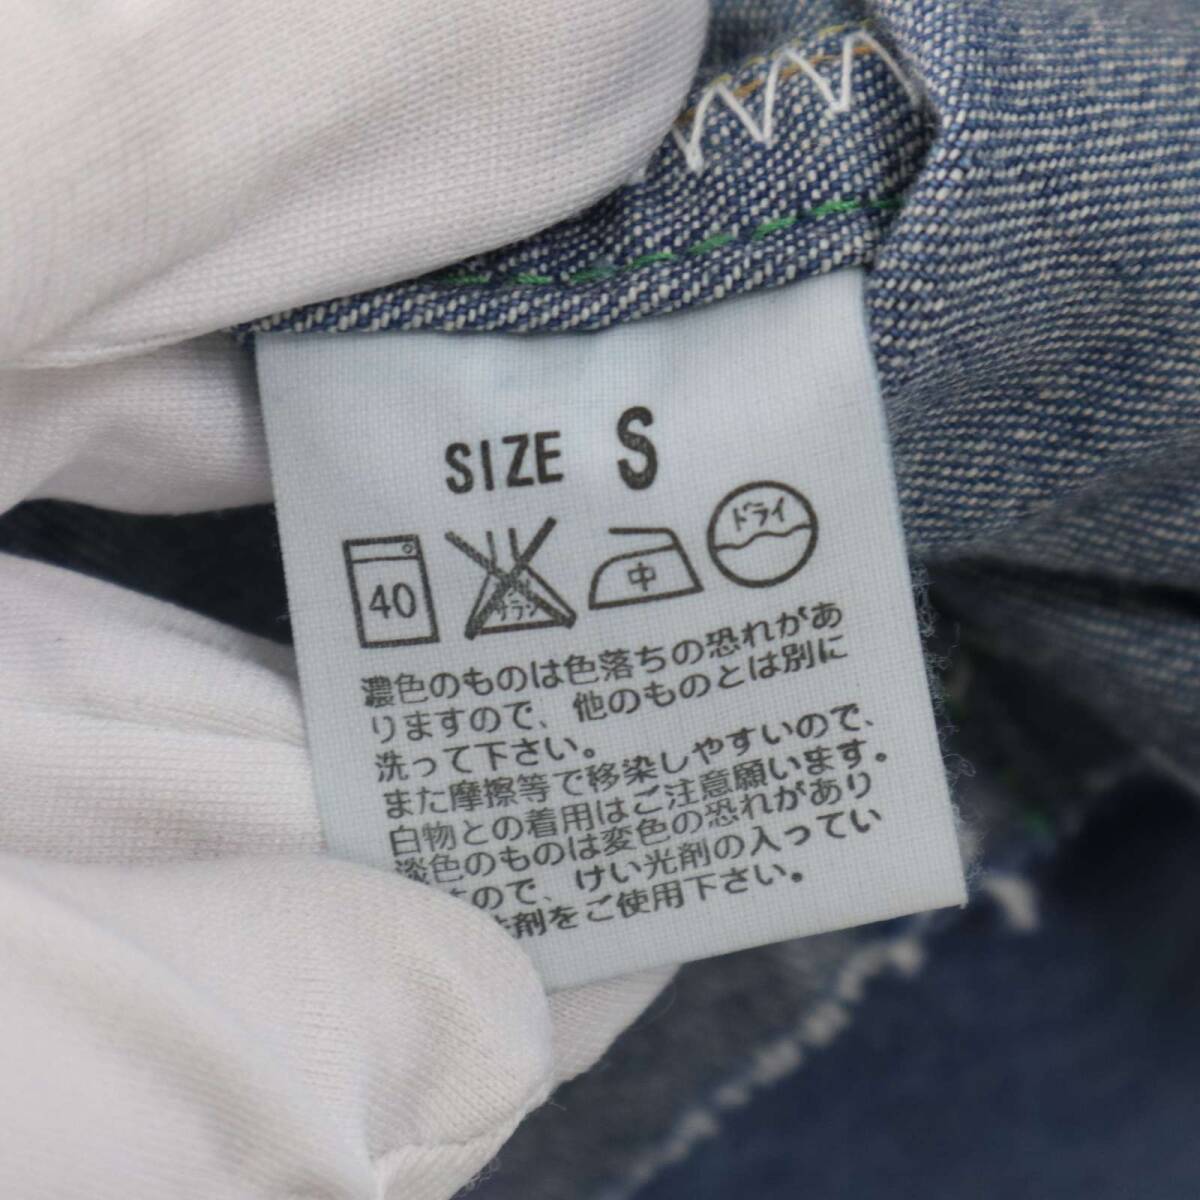 SIZE S
40 中 ドライ
濃色のものは色落ちの恐れがあ
りますので、他のものとは別に
洗って下さい。
また摩擦等で移染しやすいので、
白物との着用はご注意願います。
淡色のものは変色の恐れがあり
ので、けい光剤の入ってい
剤をご使用下さい。